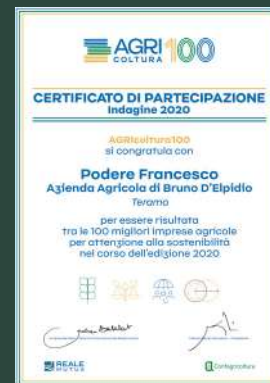 AGRI100
COLTURA
CERTIFICATO DI PARTECIPAZIONE
Indagine 2020
AGRIcoltura100
si congratula con
Podere Francesco
Azienda Agricola di Bruno D'Elpidio
Teramo
per essere risultata
tra le 100 migliori imprese agricole
per attenzione alla sostenibilità
nel corso dell'edizione 2020
REALE
MUTUA
Confagricoltura